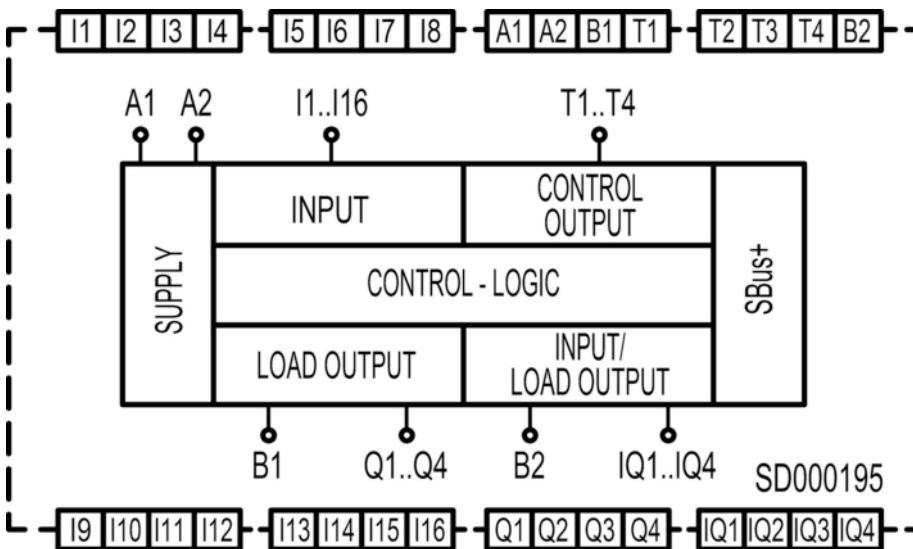 I1 I2 I3 I4 I5 I6 I7 I8 A1 A2 B1 T1 T2 T3 T4 B2
A1 A2 I1..I16 T1..T4
SUPPLY
INPUT
CONTROL
OUTPUT
CONTROL - LOGIC
SBus+
LOAD OUTPUT
INPUT/
LOAD OUTPUT
B1 Q1..Q4 B2 IQ1..IQ4
SD000195
I9 I10 I11 I12 I13 I14 I15 I16 Q1 Q2 Q3 Q4 IQ1 IQ2 IQ3 IQ4